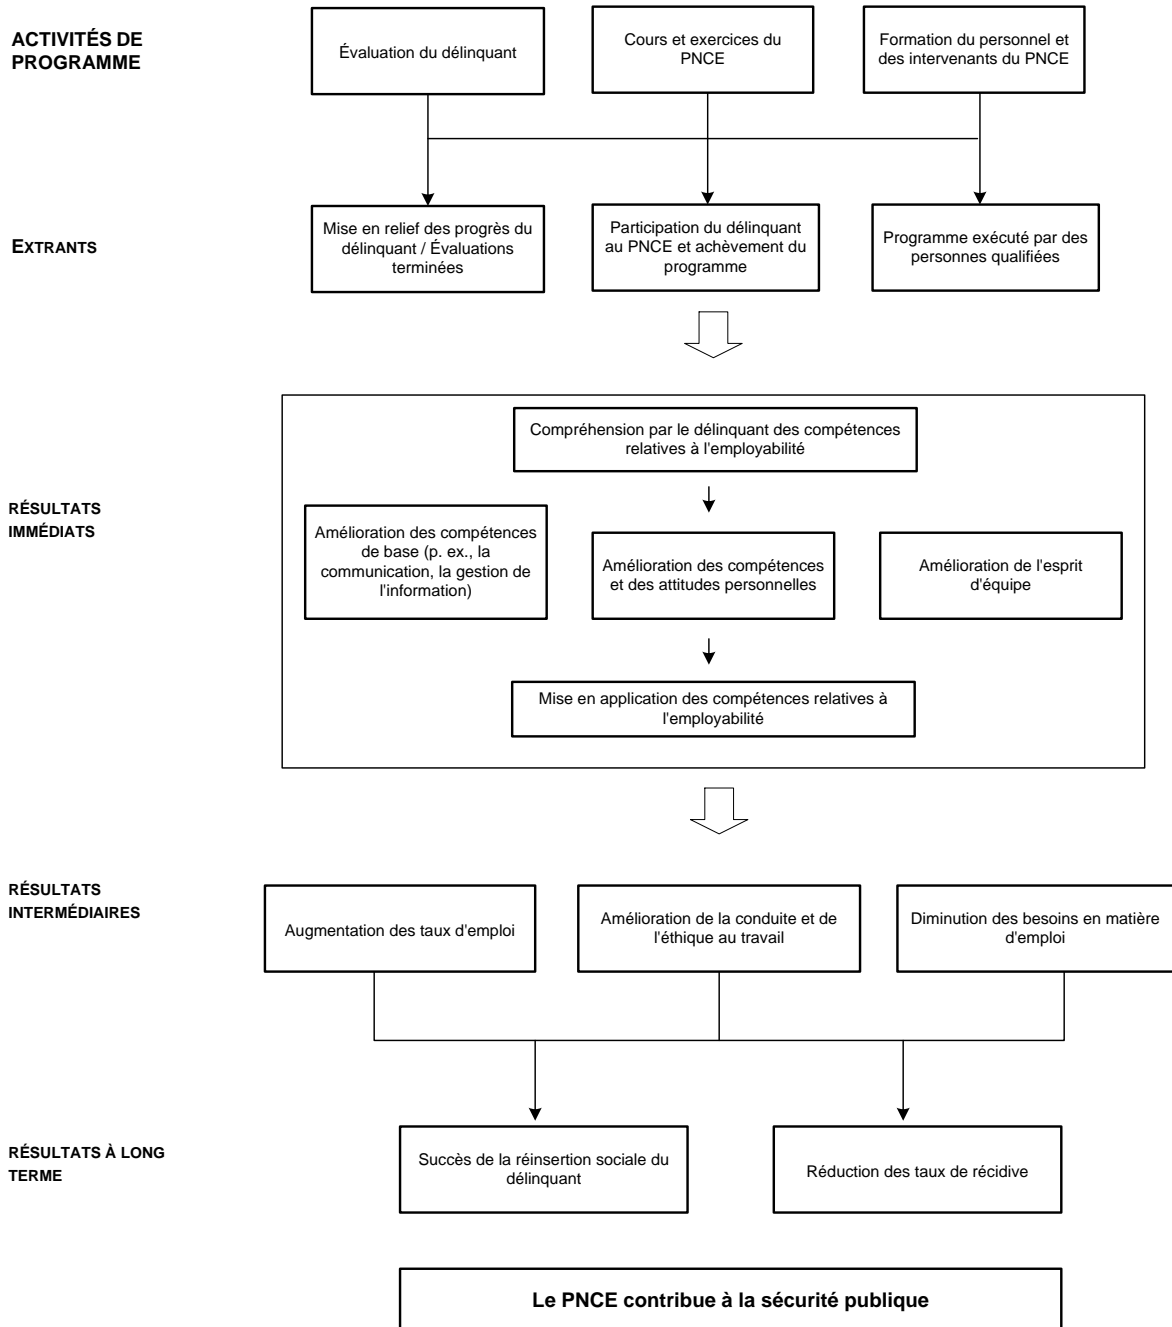 ACTIVITÉS DE
PROGRAMME
Évaluation du délinquant
Cours et exercices du
PNCE
Formation du personnel et
des intervenants du PNCE
EXTRANTS
Mise en relief des progrès du
délinquant / Évaluations
terminées
Participation du délinquant
au PNCE et achèvement du
programme
Programme exécuté par des
personnes qualifiées
RÉSULTATS
IMMÉDIATS
Compréhension par le délinquant des compétences
relatives à l'employabilité
Amélioration des compétences
de base (p. ex., la
communication, la gestion de
l'information)
Amélioration des compétences
et des attitudes personnelles
Amélioration de l'esprit
d'équipe
Mise en application des compétences relatives à
l'employabilité
RÉSULTATS
INTERMÉDIAIRES
Augmentation des taux d'emploi
Amélioration de la conduite et de
l'éthique au travail
Diminution des besoins en matière
d'emploi
RÉSULTATS À LONG
TERME
Succès de la réinsertion sociale du
délinquant
Réduction des taux de récidive
Le PNCE contribue à la sécurité publique